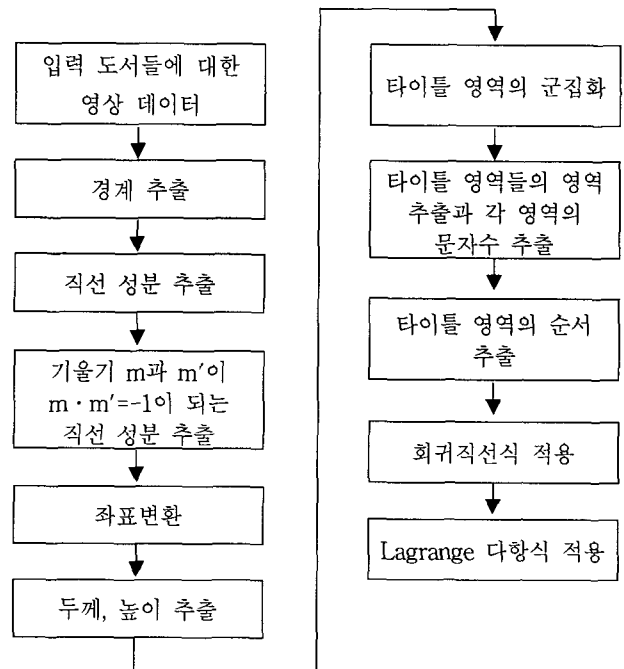 입력 도서들에 대한
영상 데이터
경계 추출
직선 성분 추출
기울기 m과 m′이
m · m′=-1이 되는
직선 성분 추출
좌표변환
두께, 높이 추출
타이틀 영역의 군집화
타이틀 영역들의 영역
추출과 각 영역의
문자수 추출
타이틀 영역의 순서
추출
회귀직선식 적용
Lagrange 다항식 적용